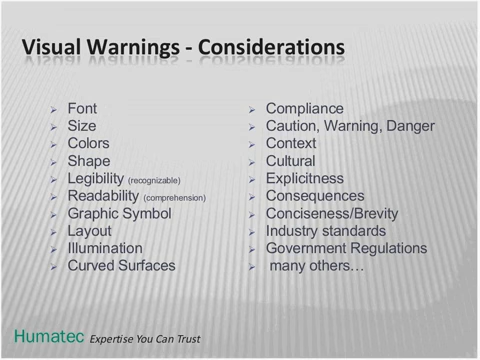 Visual Warnings - Considerations
Font
Size
Colors
Shape
Legibility (recognizable)
Readability (comprehension)
Graphic Symbol
Layout
Illumination
Curved Surfaces
Compliance
Caution, Warning, Danger
Context
Cultural
Explicitness
Consequences
Conciseness/Brevity
Industry standards
Government Regulations
many others…
Humatec Expertise You Can Trust